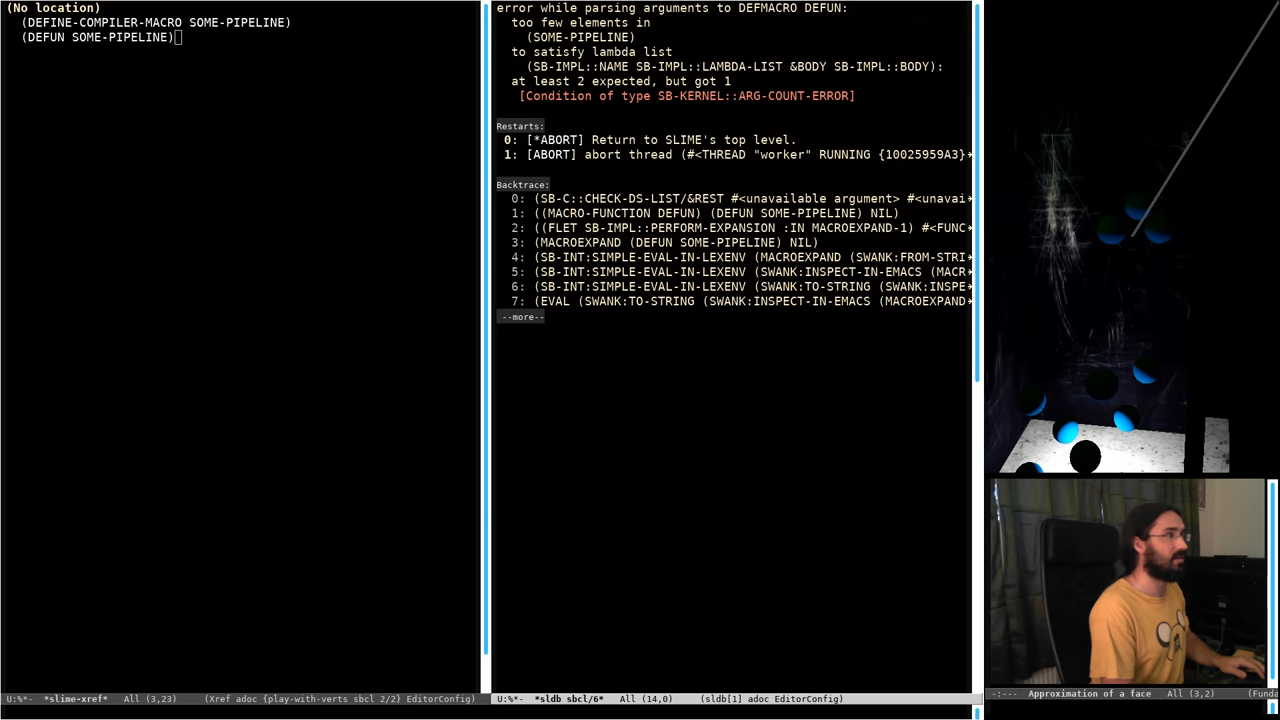 (No location)
(DEFINE-COMPILER-MACRO SOME-PIPELINE)
(DEFUN SOME-PIPELINE)
U:%*-  *slime-xref*   All (3,23)     (Xref adoc {play-with-verts sbcl 2/2} EditorConfig)
error while parsing arguments to DEFMACRO DEFUN:
too few elements in
(SOME-PIPELINE)
to satisfy lambda list
(SB-IMPL::NAME SB-IMPL::LAMBDA-LIST &BODY SB-IMPL::BODY):
at least 2 expected, but got 1
[Condition of type SB-KERNEL::ARG-COUNT-ERROR]
Restarts:
0: [*ABORT] Return to SLIME's top level.
1: [ABORT] abort thread (#<THREAD "worker" RUNNING {10025959A3}
Backtrace:
0: (SB-C::CHECK-DS-LIST/&REST #<unavailable argument> #<unavai
1: ((MACRO-FUNCTION DEFUN) (DEFUN SOME-PIPELINE) NIL)
2: ((FLET SB-IMPL::PERFORM-EXPANSION :IN MACROEXPAND-1) #<FUNC
3: (MACROEXPAND (DEFUN SOME-PIPELINE) NIL)
4: (SB-INT:SIMPLE-EVAL-IN-LEXENV (MACROEXPAND (SWANK:FROM-STRI
5: (SB-INT:SIMPLE-EVAL-IN-LEXENV (SWANK:INSPECT-IN-EMACS (MACR
6: (SB-INT:SIMPLE-EVAL-IN-LEXENV (SWANK:TO-STRING (SWANK:INSPE
7: (EVAL (SWANK:TO-STRING (SWANK:INSPECT-IN-EMACS (MACROEXPAND
--more--
U:%*-  *sldb sbcl/6*   All (14,0)     (sldb[1] adoc EditorConfig)
-:---  Approximation of a face   All (3,2)      (Funda